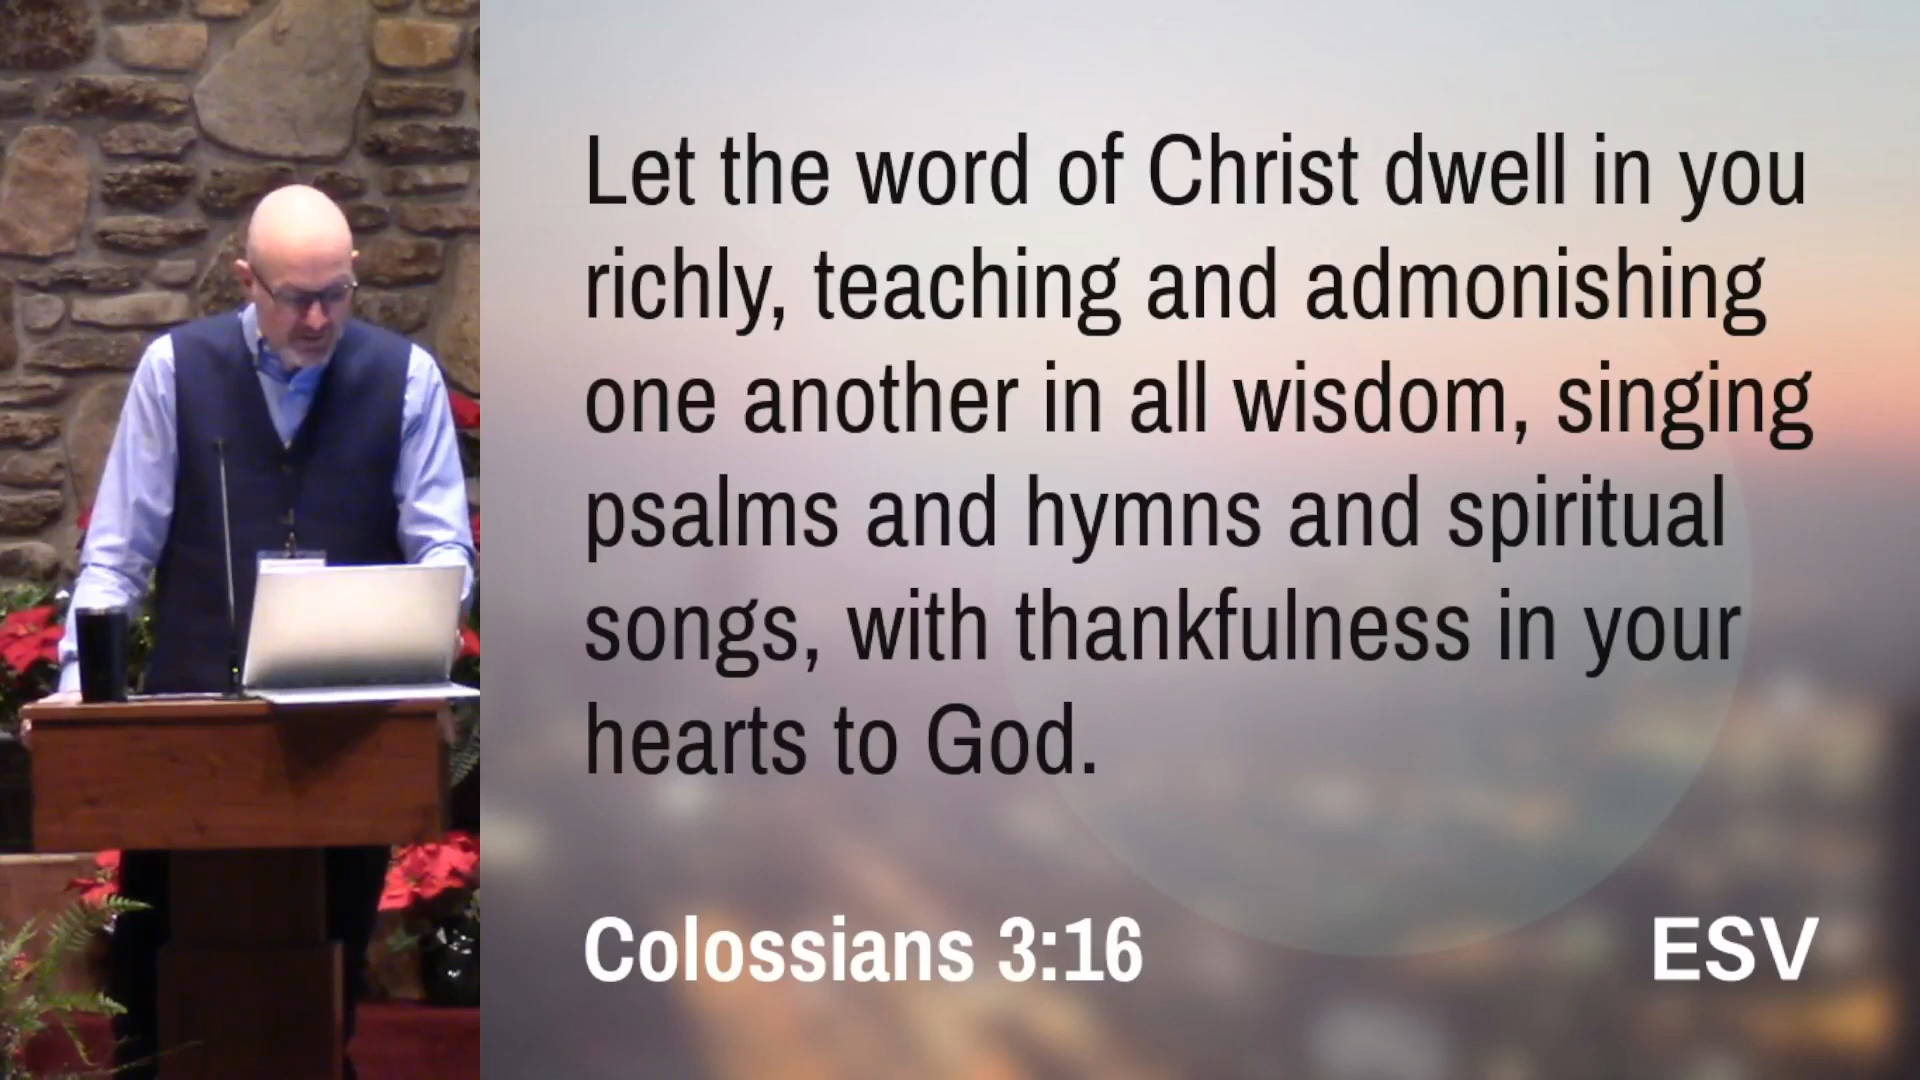 Let the word of Christ dwell in you
richly, teaching and admonishing
one another in all wisdom, singing
psalms and hymns and spiritual
songs, with thankfulness in your
hearts to God.
Colossians 3:16
ESV